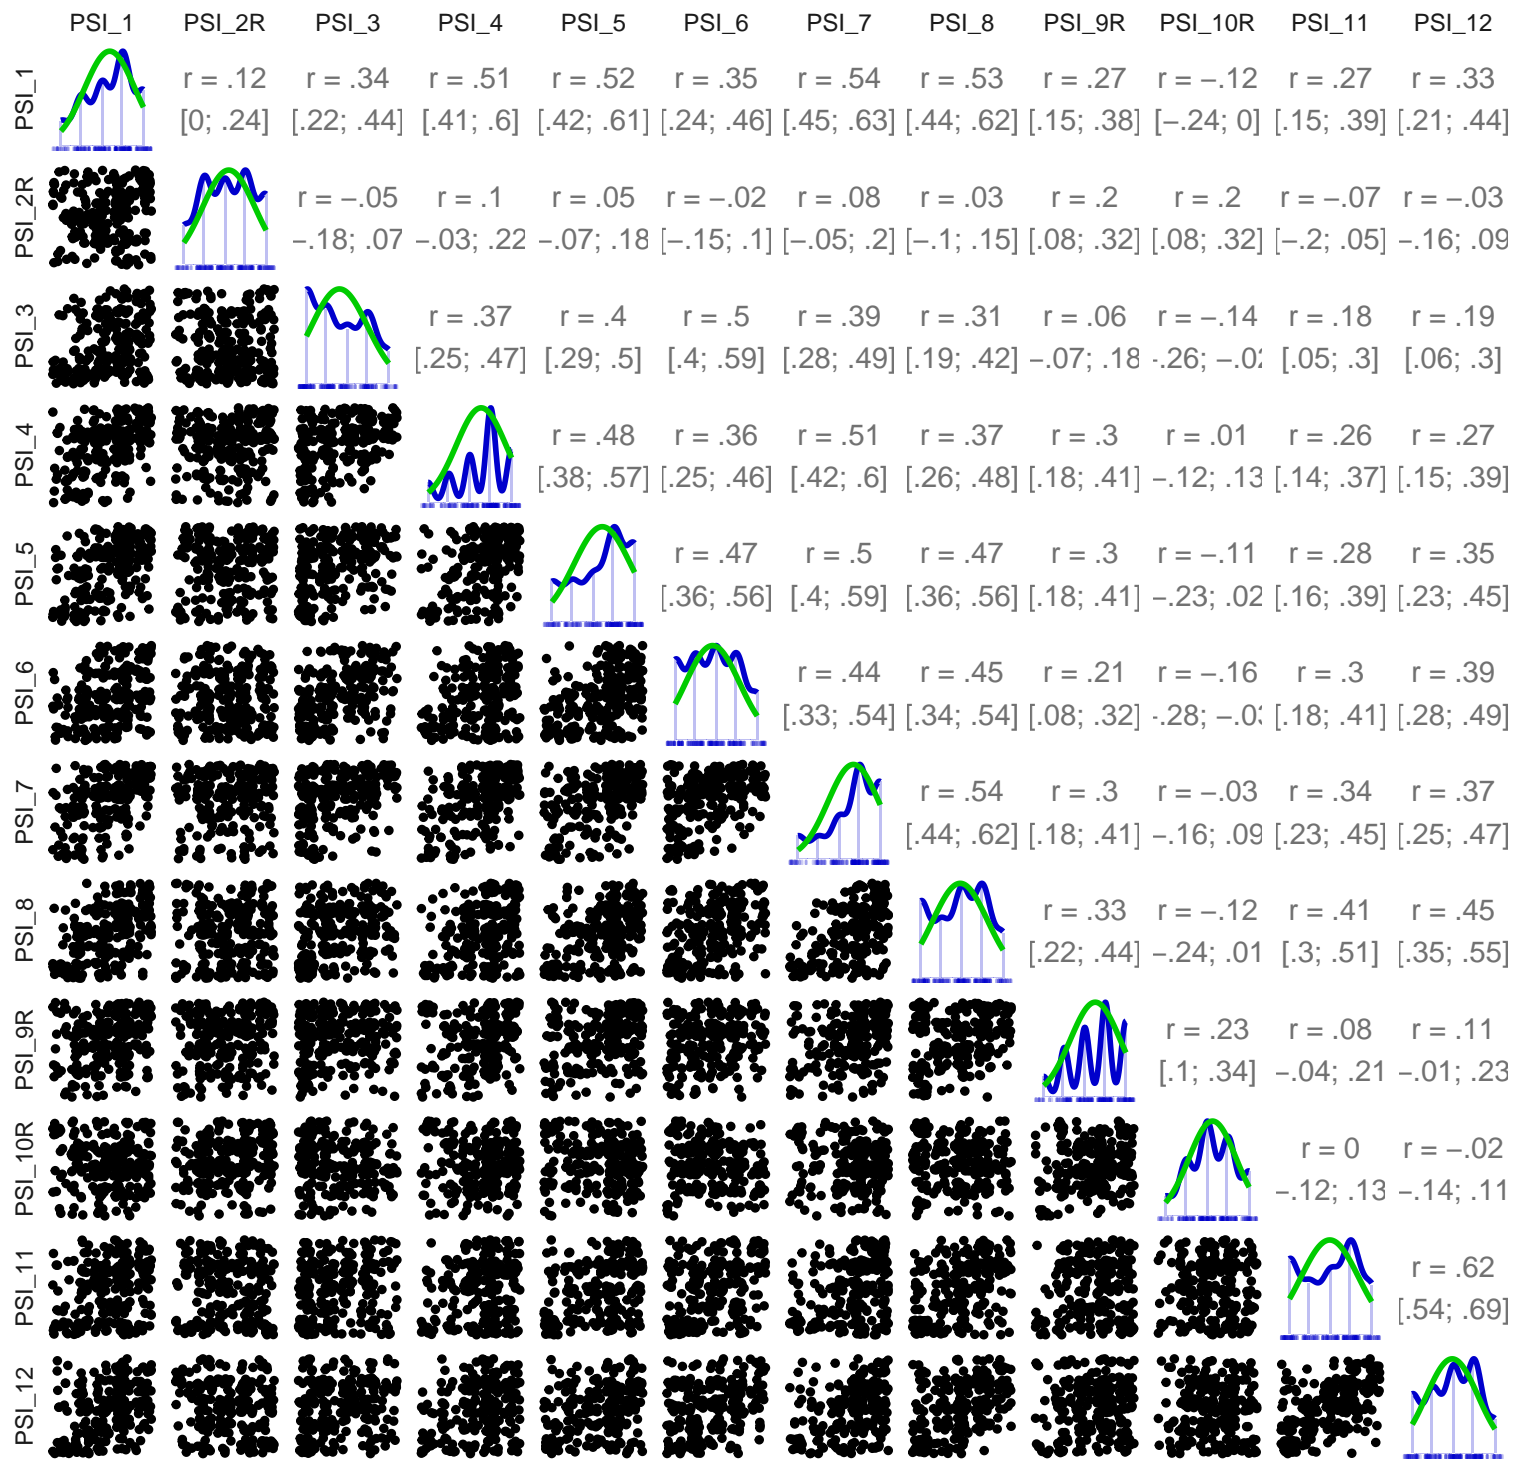 PSI_1 PSI_2R PSI_3 PSI_4 PSI_5 PSI_6 PSI_7 PSI_8 PSI_9R PSI_10R PSI_11 PSI_12
PSI_1 r = .12 r = .34 r = .51 r = .52 r = .35 r = .54 r = .53 r = .27 r = −.12 r = .27 r = .33
[0; .24] [.22; .44] [.41; .6] [.42; .61] [.24; .46] [.45; .63] [.44; .62] [.15; .38] [−.24; 0] [.15; .39] [.21; .44]
PSI_2R r = −.05 r = .1 r = .05 r = −.02 r = .08 r = .03 r = .2 r = .2 r = −.07 r = −.03
−.18; .07 −.03; .22 −.07; .18 [−.15; .1] [−.05; .2] [−.1; .15] [.08; .32] [.08; .32] [−.2; .05] −.16; .09
PSI_3 r = .37 r = .4 r = .5 r = .39 r = .31 r = .06 r = −.14 r = .18 r = .19
[.25; .47] [.29; .5] [.4; .59] [.28; .49] [.19; .42] −.07; .18 -.26; −.02 [.05; .3] [.06; .3]
PSI_4 r = .48 r = .36 r = .51 r = .37 r = .3 r = .01 r = .26 r = .27
[.38; .57] [.25; .46] [.42; .6] [.26; .48] [.18; .41] −.12; .13 [.14; .37] [.15; .39]
PSI_5 r = .47 r = .5 r = .47 r = .3 r = −.11 r = .28 r = .35
[.36; .56] [.4; .59] [.36; .56] [.18; .41] −.23; .02 [.16; .39] [.23; .45]
PSI_6 r = .44 r = .45 r = .21 r = −.16 r = .3 r = .39
[.33; .54] [.34; .54] [.08; .32] -.28; −.03 [.18; .41] [.28; .49]
PSI_7 r = .54 r = .3 r = −.03 r = .34 r = .37
[.44; .62] [.18; .41] −.16; .09 [.23; .45] [.25; .47]
PSI_8 r = .33 r = −.12 r = .41 r = .45
[.22; .44] −.24; .01 [.3; .51] [.35; .55]
PSI_9R r = .23 r = .08 r = .11
[.1; .34] −.04; .21 −.01; .23
PSI_10R r = 0 r = −.02
−.12; .13 −.14; .11
PSI_11 r = .62
[.54; .69]
PSI_12